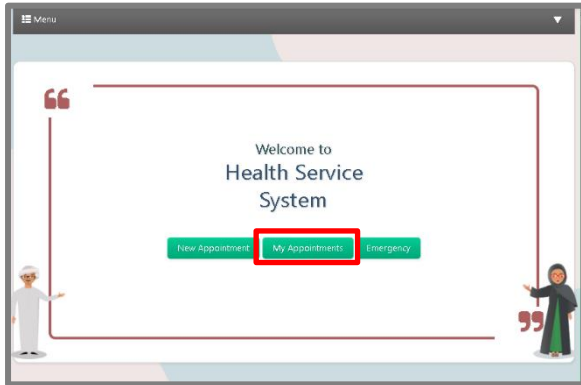 Menu
Welcome to
Health Service
System
New Appointment
My Appointments
Emergency